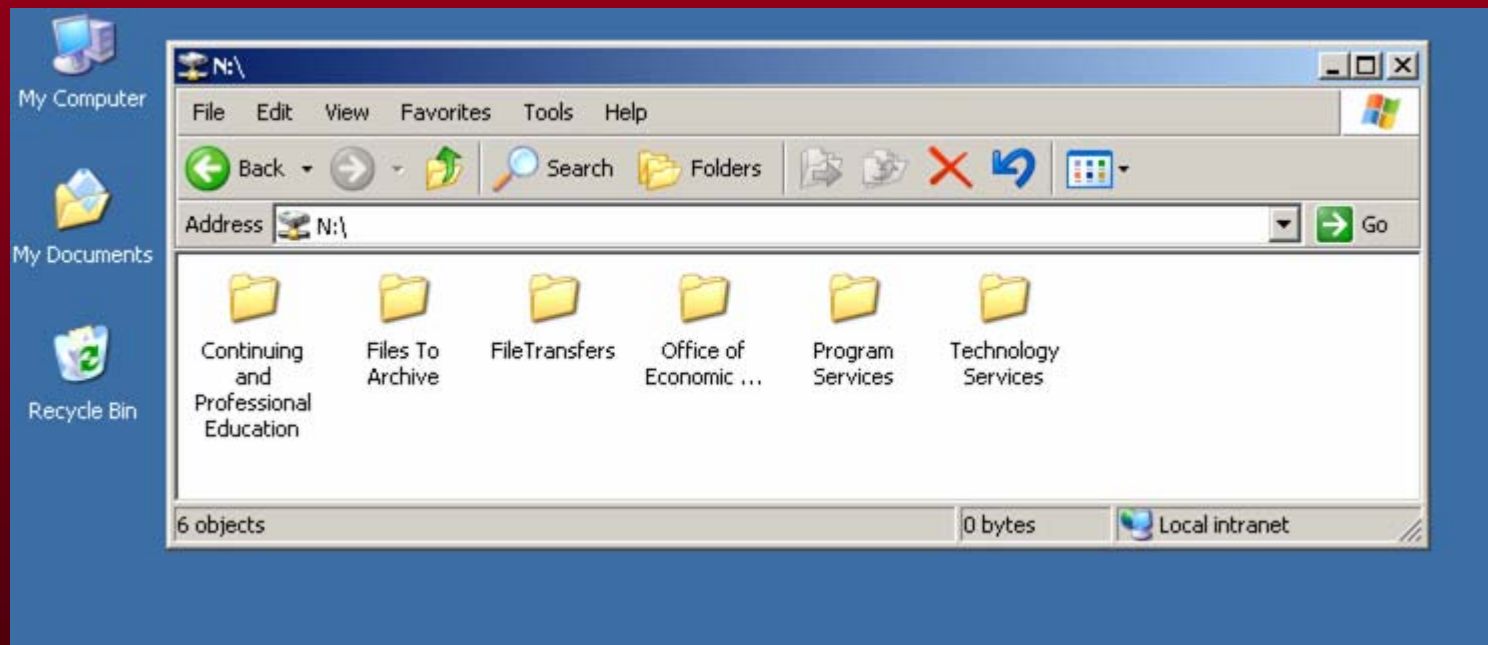 My Computer
My Documents
Recycle Bin
N:\
File Edit View Favorites Tools Help
Back Search Folders
Address N:\ Go
Continuing
and
Professional
Education
Files To
Archive
FileTransfers
Office of
Economic ...
Program
Services
Technology
Services
6 objects 0 bytes Local intranet